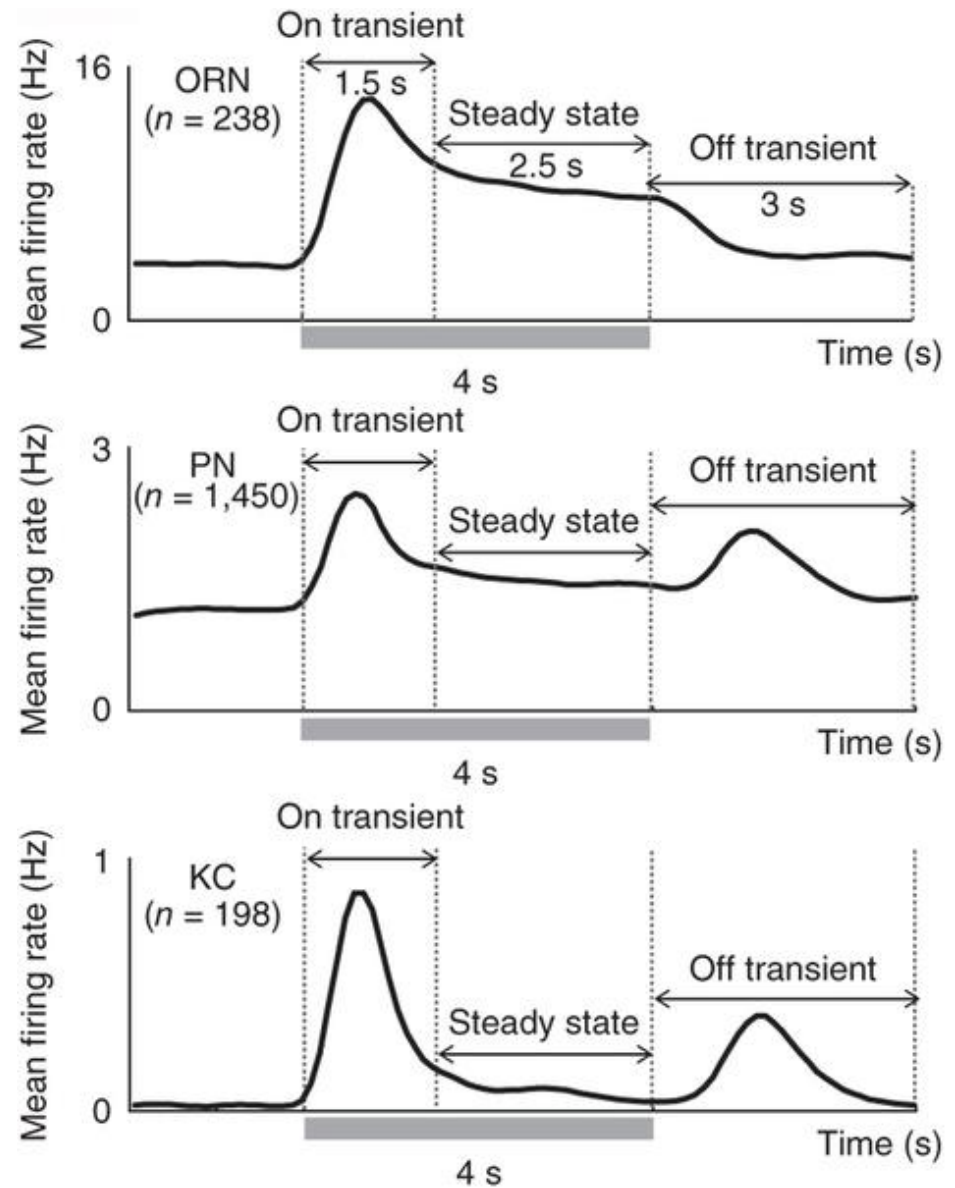 On transient
16
ORN
(n = 238)
1.5 s
Steady state
2.5 s
Off transient
3 s
Mean firing rate (Hz)
0
Time (s)
4 s
On transient
3
PN
(n = 1,450)
Off transient
Steady state
Mean firing rate (Hz)
0
Time (s)
4 s
On transient
1
KC
(n = 198)
Off transient
Steady state
Mean firing rate (Hz)
0
Time (s)
4 s